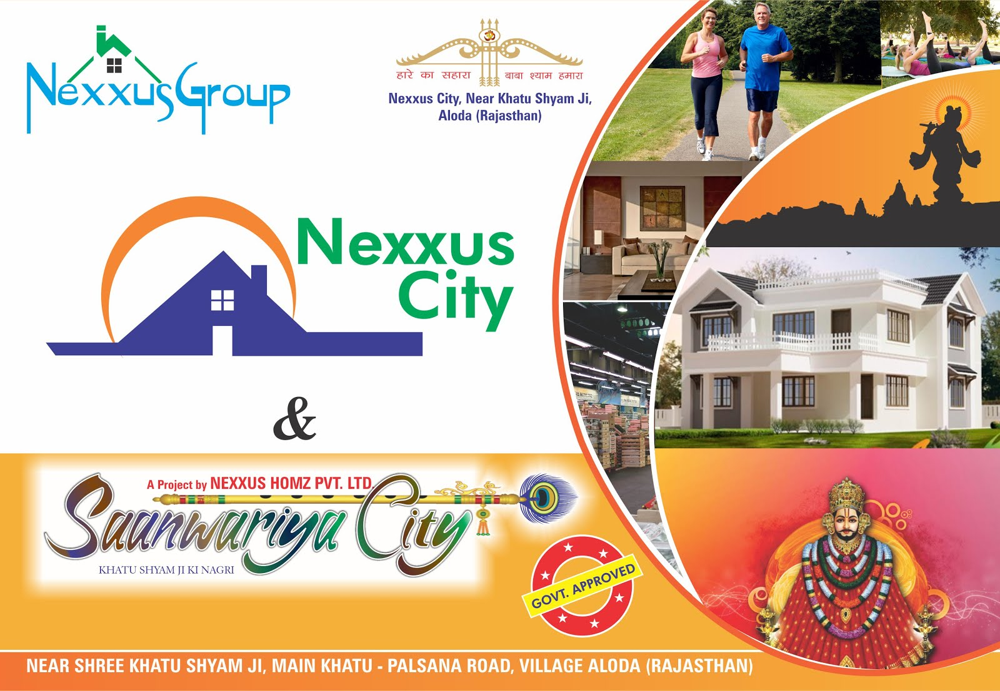 Nexxus Group
हारे का सहारा बाबा श्याम हमारा
Nexxus City, Near Khatu Shyam Ji,
Aloda (Rajasthan)
Nexxus
City
&
A Project by NEXXUS HOMZ PVT. LTD.
Saanwariya City
KHATU SHYAM JI KI NAGRI
GOVT. APPROVED
NEAR SHREE KHATU SHYAM JI, MAIN KHATU - PALSANA ROAD, VILLAGE ALODA (RAJASTHAN)